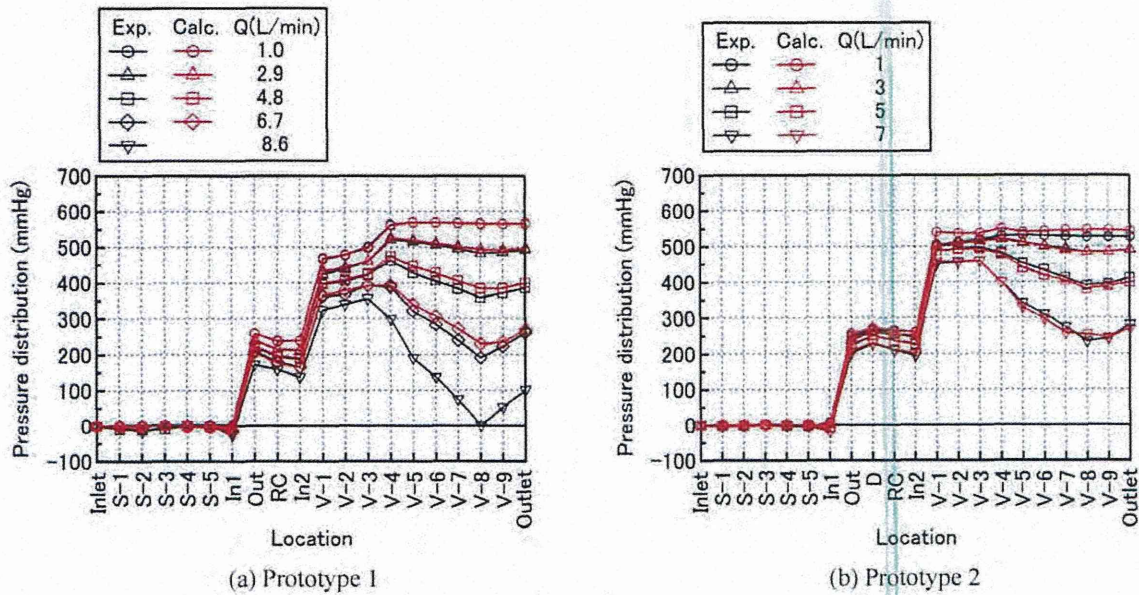 Exp. Calc. Q(L/min)
1.0
2.9
4.8
6.7
8.6
Pressure distribution (mmHg)
700
600
500
400
300
200
100
0
-100
Inlet
S-1
S-2
S-3
S-4
S-5
In1
Out
RC
In2
V-1
V-2
V-3
V-4
V-5
V-6
V-7
V-8
V-9
Outlet
Location
(a) Prototype 1
Exp. Calc. Q(L/min)
1
3
5
7
Pressure distribution (mmHg)
700
600
500
400
300
200
100
0
-100
Inlet
S-1
S-2
S-3
S-4
S-5
In1
Out
D
RC
In2
V-1
V-2
V-3
V-4
V-5
V-6
V-7
V-8
V-9
Outlet
Location
(b) Prototype 2